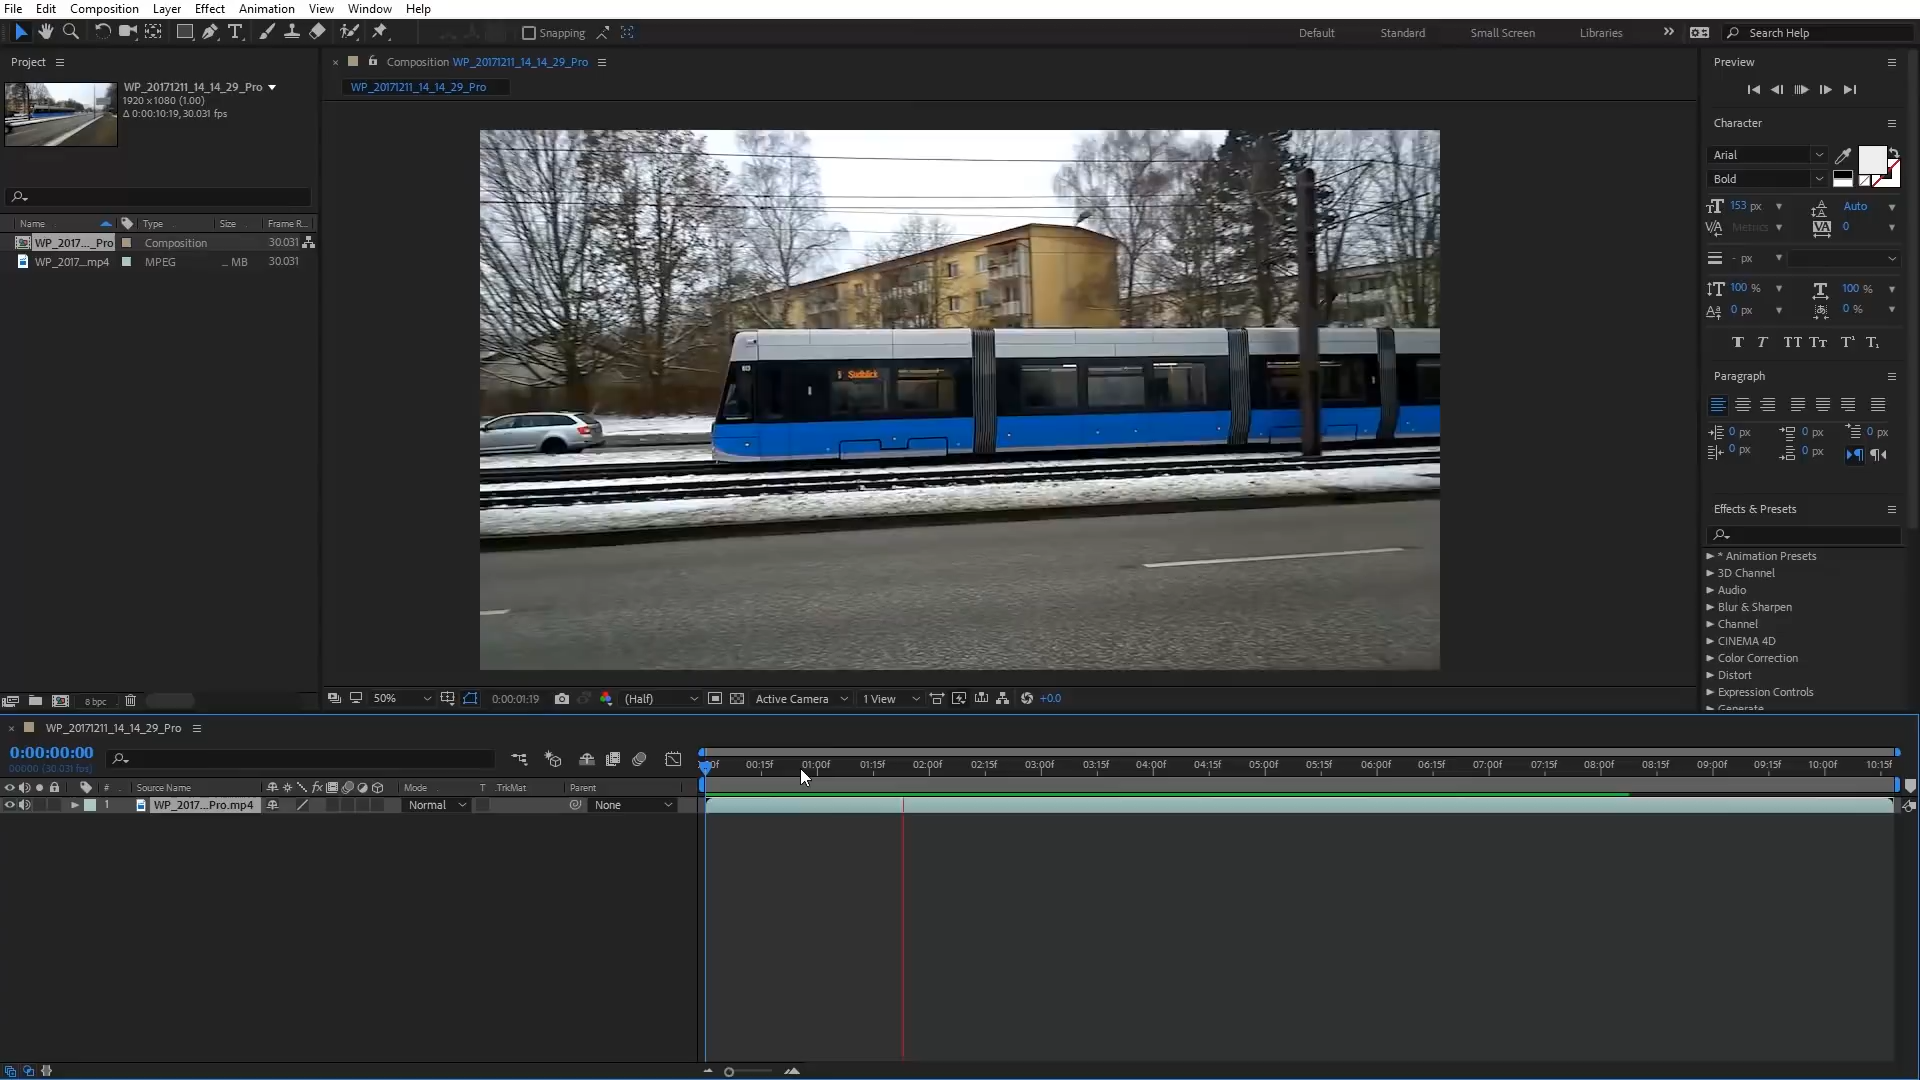 File Edit Composition Layer Effect Animation View Window Help
Snapping
Default Standard Small Screen Libraries
Search Help
Project
WP_20171211_14_14_29_Pro
1920 x 1080 (1.00)
Δ 0:00:10:19, 30.031 fps
Name Type Size Frame R...
WP_2017..._Pro Composition 30.031
WP_2017...mp4 MPEG ... MB 30.031
8 bpc
Composition WP_20171211_14_14_29_Pro
WP_20171211_14_14_29_Pro
Südblick
50% 0:00:01:19 (Half) Active Camera 1 View +0.0
Preview
Character
Arial
Bold
153 px Auto
Metrics 0
- px
100 % 100 %
0 px 0 %
T T TT Tt T¹ T₁
Paragraph
0 px 0 px 0 px
0 px 0 px
Effects & Presets
* Animation Presets
3D Channel
Audio
Blur & Sharpen
Channel
CINEMA 4D
Color Correction
Distort
Expression Controls
Generate
WP_20171211_14_14_29_Pro
0:00:00:00
00000 (30.031 fps)
# Source Name Mode T .TrkMat Parent
1 WP_2017...Pro.mp4 Normal None
00:15f 01:00f 01:15f 02:00f 02:15f 03:00f 03:15f 04:00f 04:15f 05:00f 05:15f 06:00f 06:15f 07:00f 07:15f 08:00f 08:15f 09:00f 09:15f 10:00f 10:15f